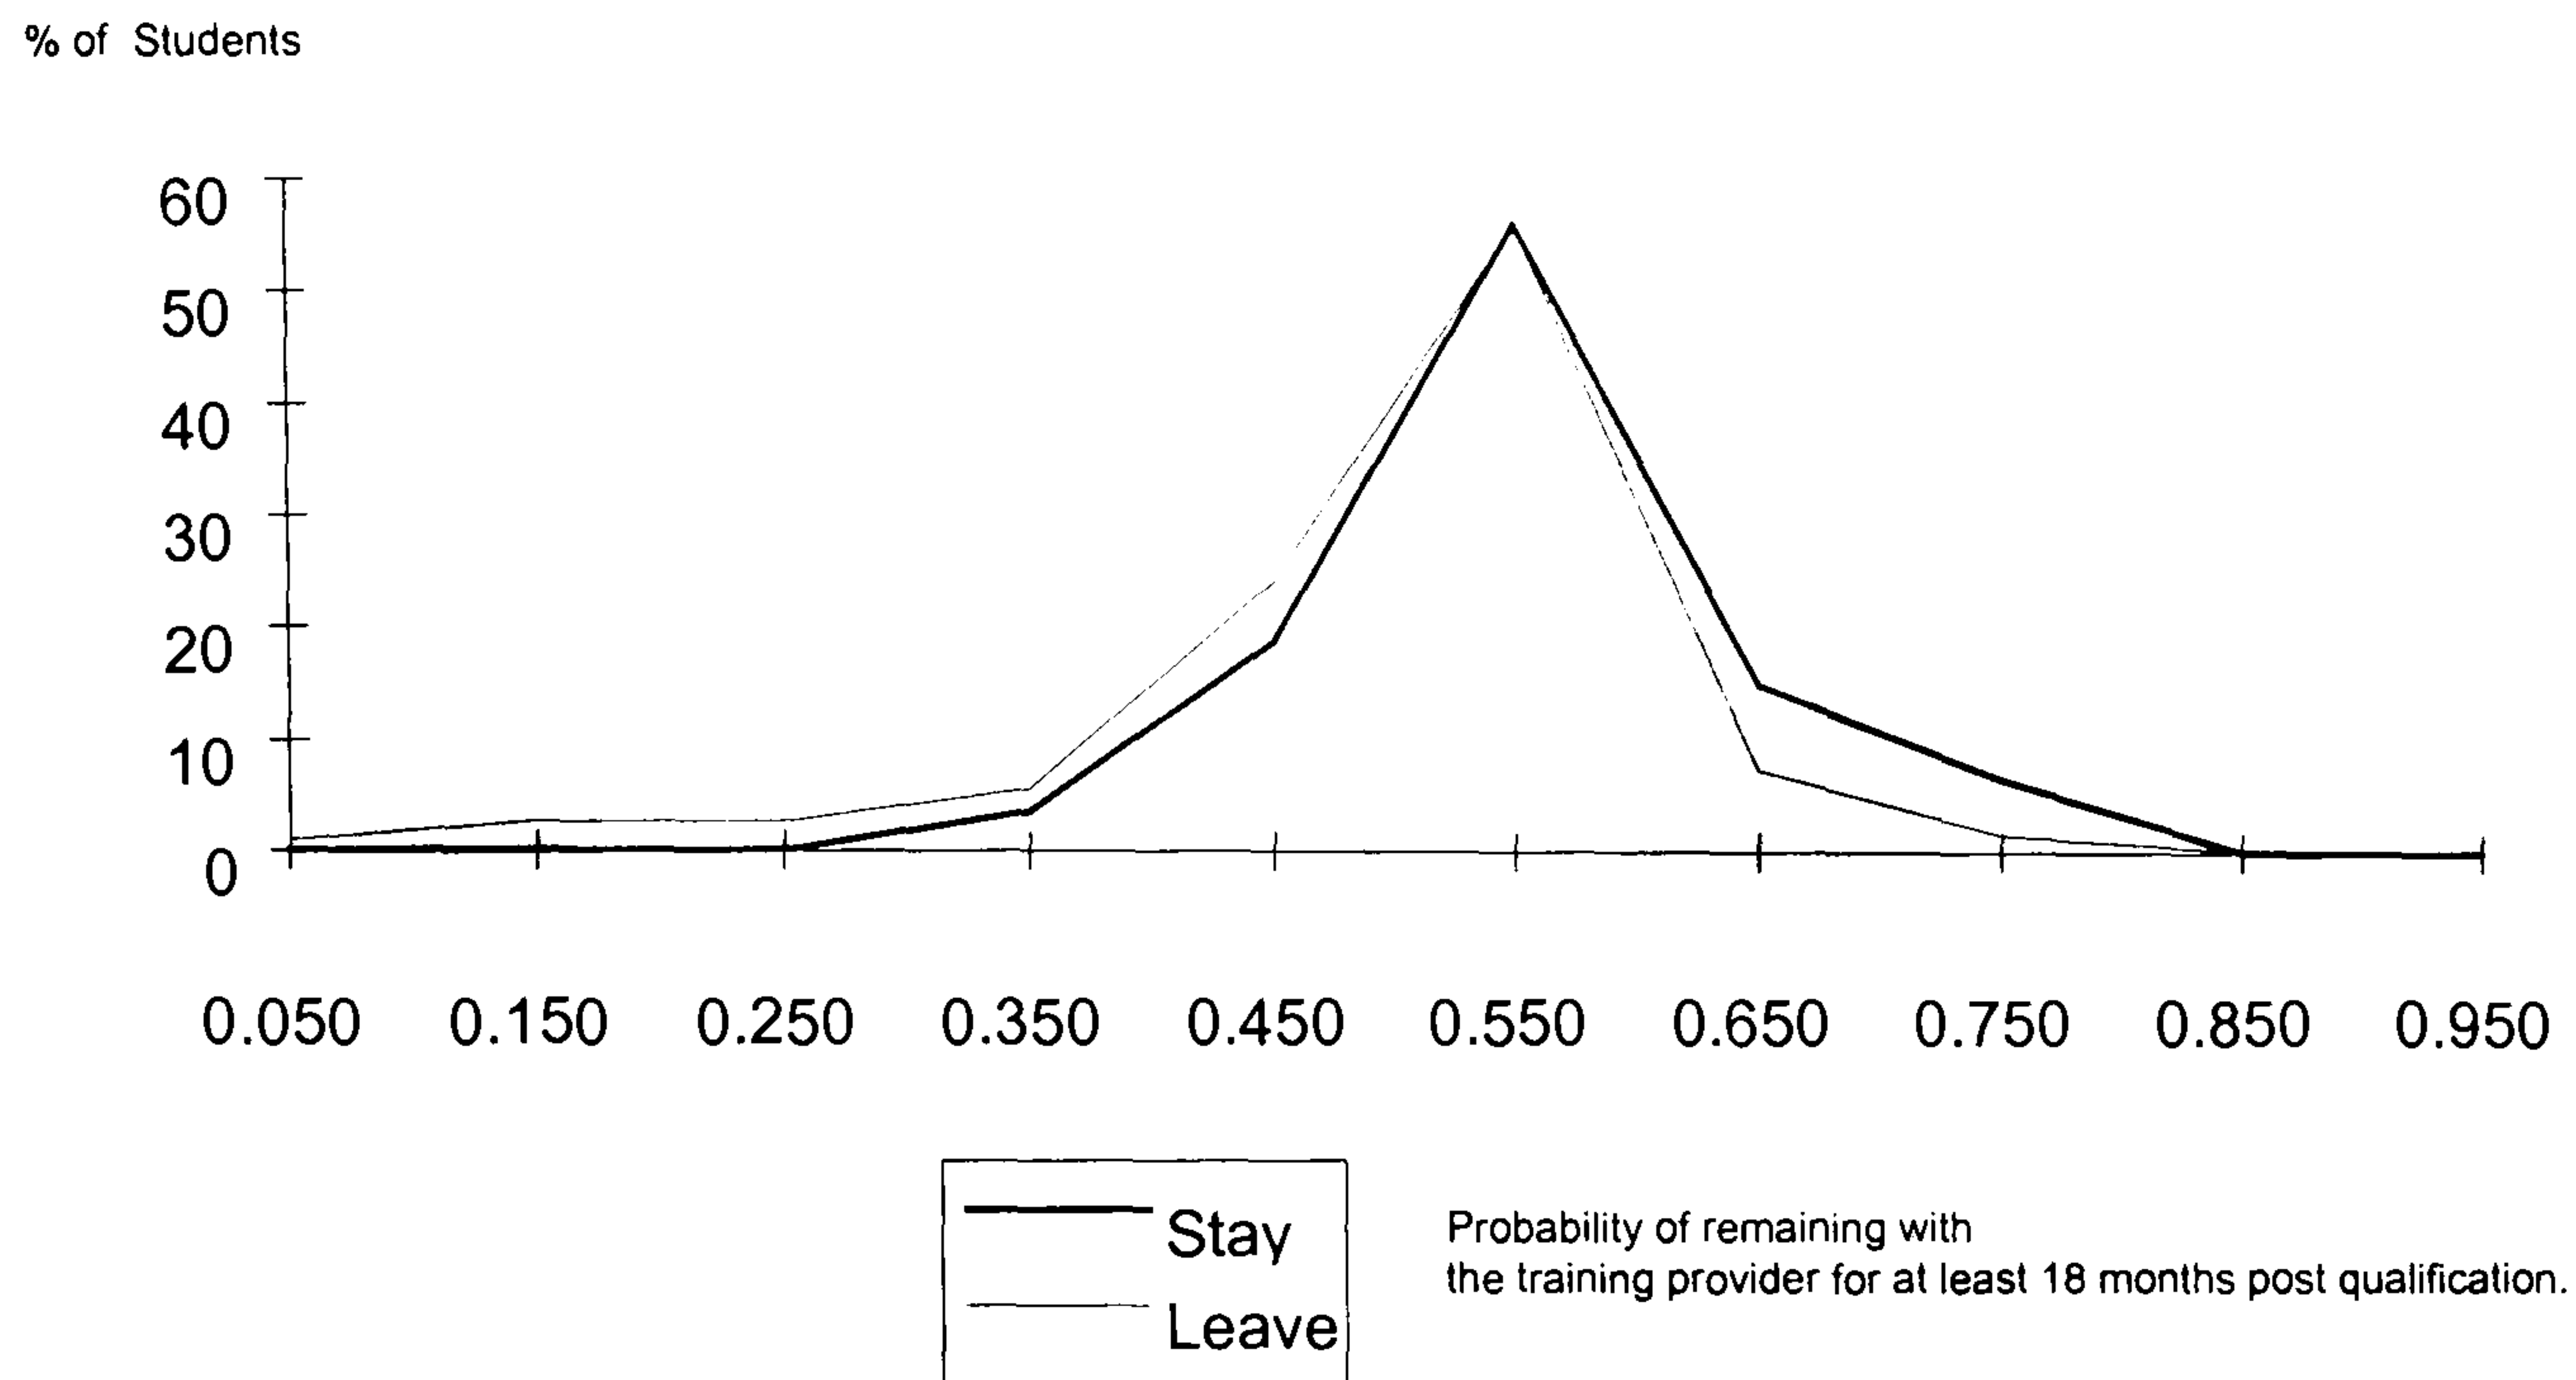 % of Students
60
50
40
30
20
10
0
0.050 0.150 0.250 0.350 0.450 0.550 0.650 0.750 0.850 0.950
Stay
Leave
Probability of remaining with
the training provider for at least 18 months post qualification.